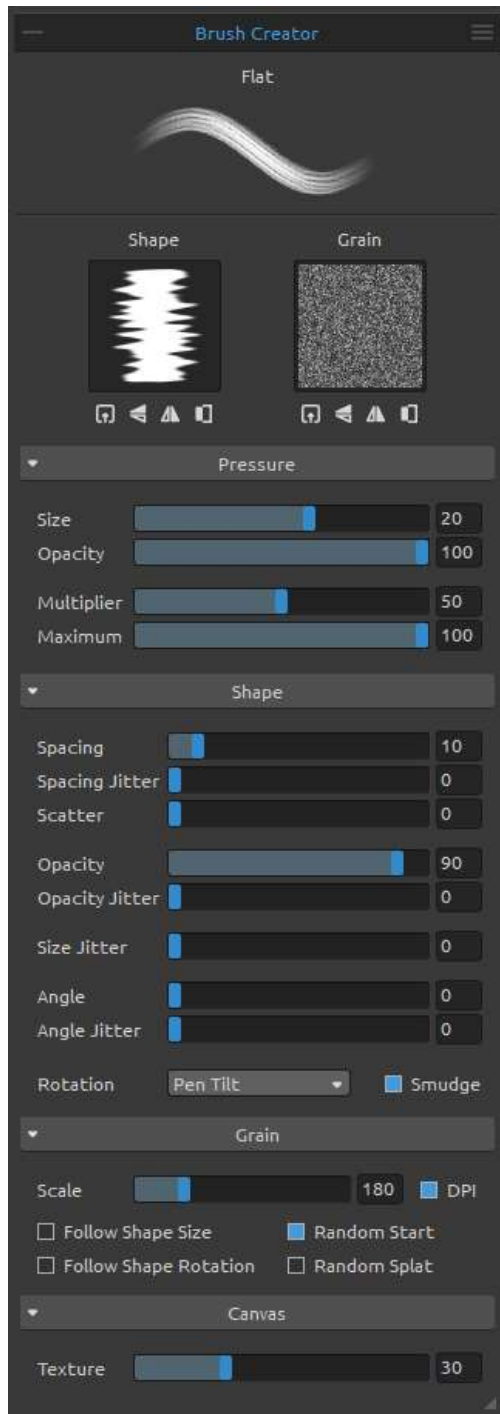 Brush Creator
Flat
Shape Grain
Pressure
Size 20
Opacity 100
Multiplier 50
Maximum 100
Shape
Spacing 10
Spacing Jitter 0
Scatter 0
Opacity 90
Opacity Jitter 0
Size Jitter 0
Angle 0
Angle Jitter 0
Rotation Pen Tilt Smudge
Grain
Scale 180 DPI
Follow Shape Size Random Start
Follow Shape Rotation Random Splat
Canvas
Texture 30